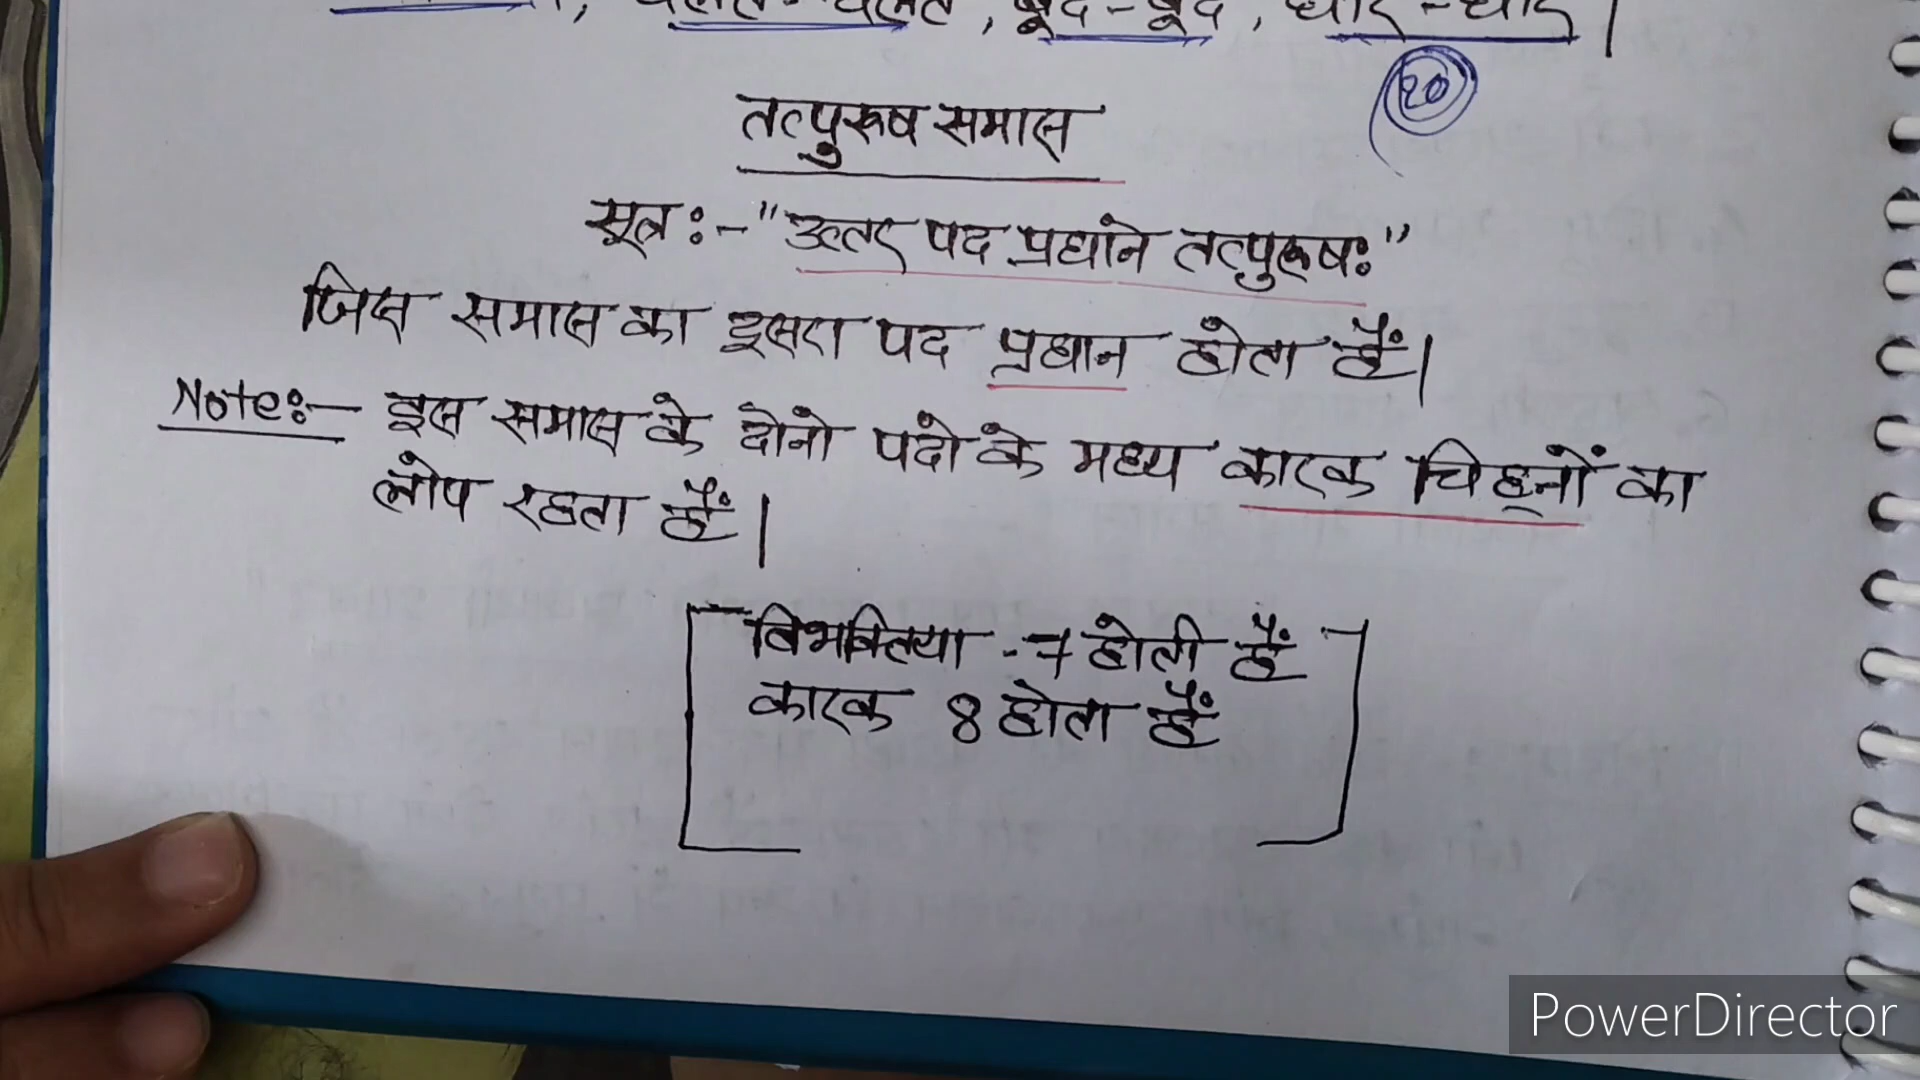 बूंद-बूंद,
20
तत्पुरूष समास
सूत्र:- "उत्तर पद प्रधाने तत्पुरूषः"
जिस समास का दूसरा पद प्रधान होता हैं।
Note:- इस समास के दोनो पदो के मध्य कारक चिह्नों का
लोप रहता हैं।
विभक्तिया - 7 होती हैं
कारक 8 होता हैं
PowerDirector